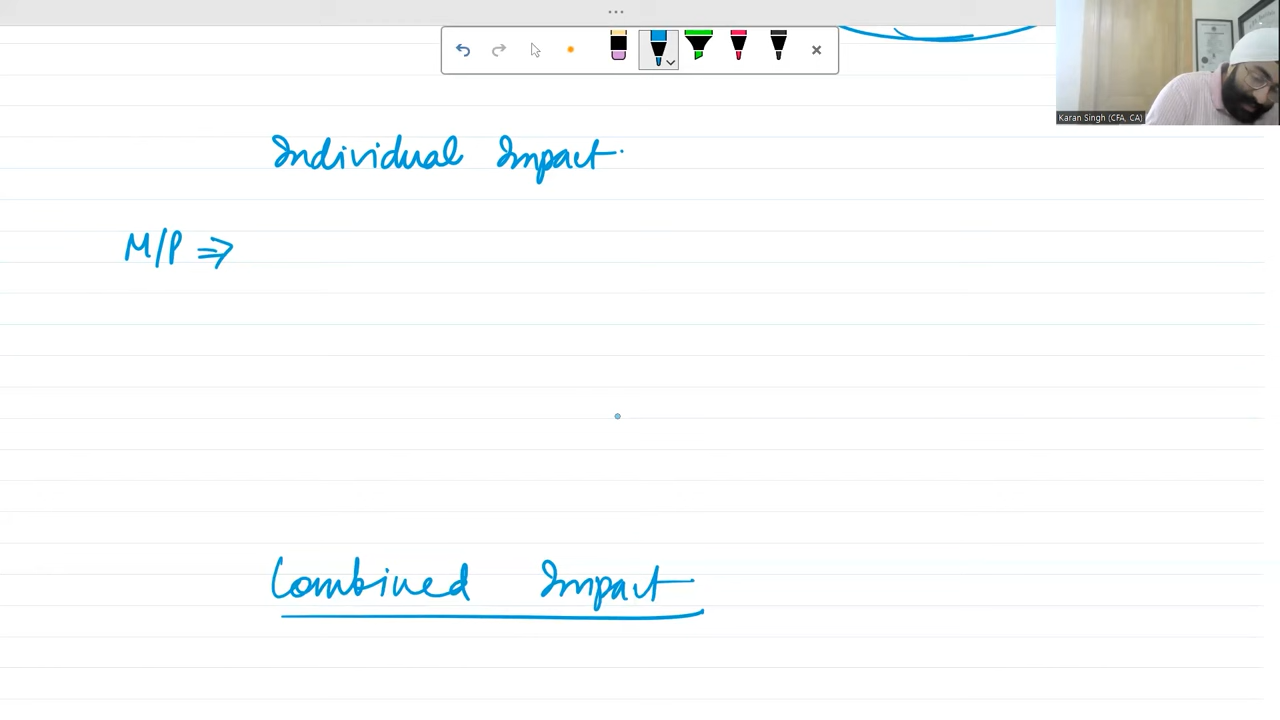 Karan Singh (CFA, CA)
Individual Impact.
M/P ⇒
Combined Impact